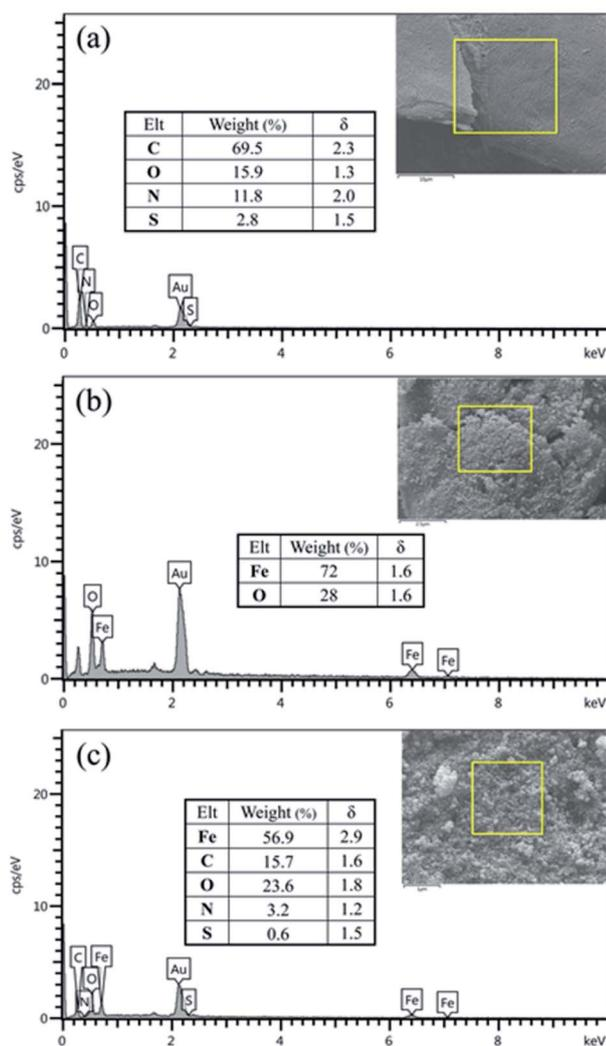 (a)
20
10
0
cps/eV
Elt Weight (%) δ
C 69.5 2.3
O 15.9 1.3
N 11.8 2.0
S 2.8 1.5
10µm
C
N
O
Au
S
0 2 4 6 8 keV
(b)
20
10
0
cps/eV
Elt Weight (%) δ
Fe 72 1.6
O 28 1.6
2.5µm
O
Fe
Au
Fe
Fe
0 2 4 6 8 keV
(c)
20
10
0
cps/eV
Elt Weight (%) δ
Fe 56.9 2.9
C 15.7 1.6
O 23.6 1.8
N 3.2 1.2
S 0.6 1.5
C
N
O
Fe
Au
S
Fe
Fe
0 2 4 6 8 keV